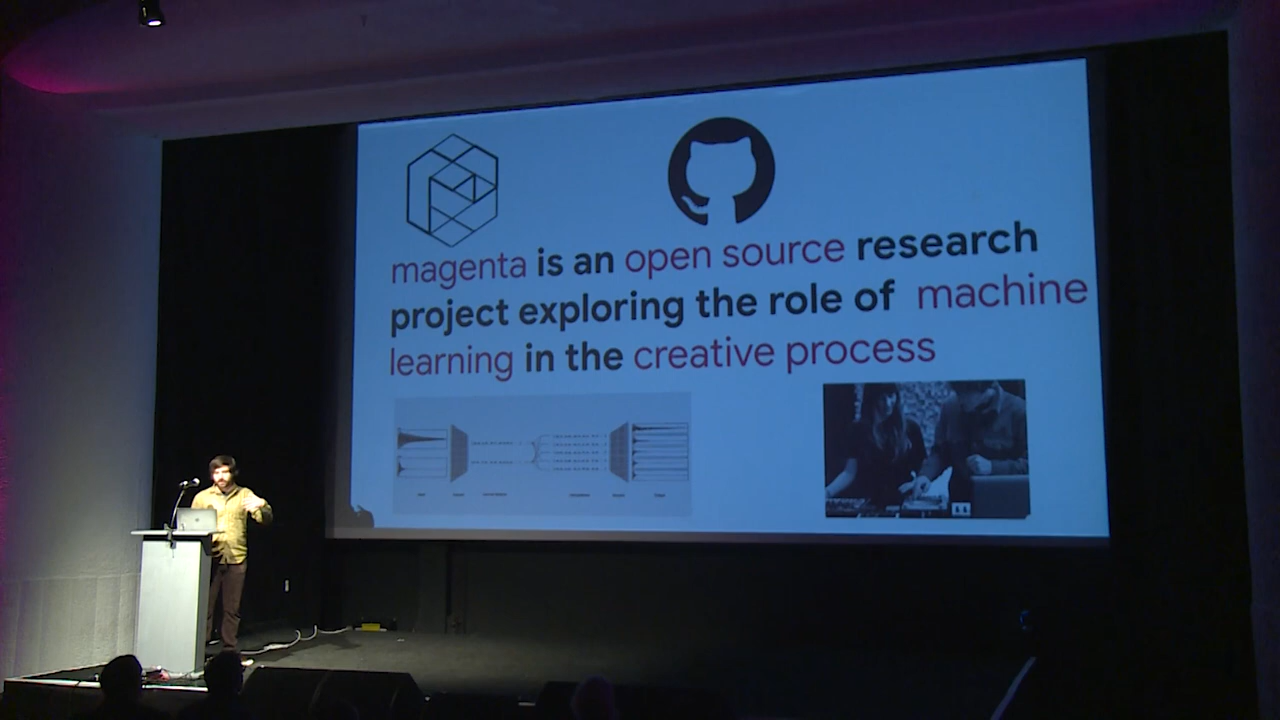 magenta is an open source research
project exploring the role of machine
learning in the creative process